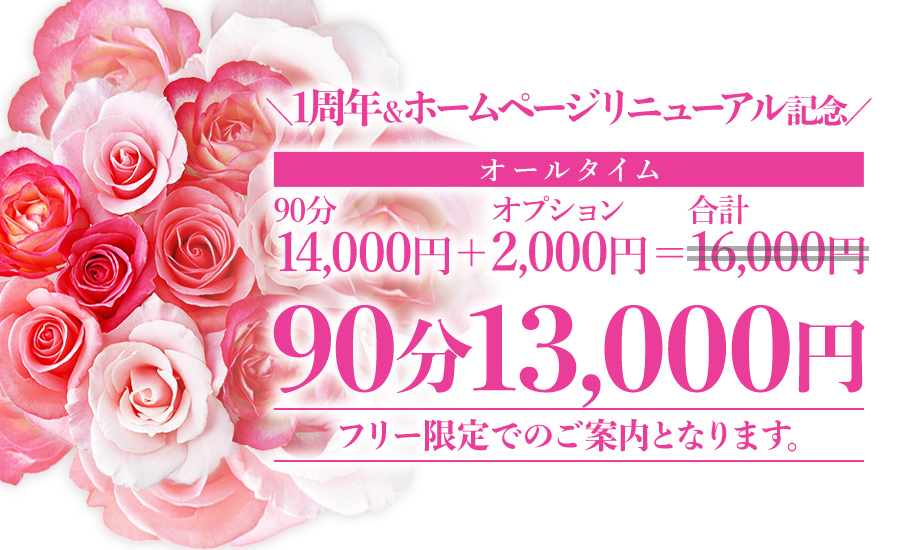 ＼1周年&ホームページリニューアル記念／
オールタイム
90分 オプション 合計
14,000円＋2,000円＝16,000円
90分13,000円
フリー限定でのご案内となります。